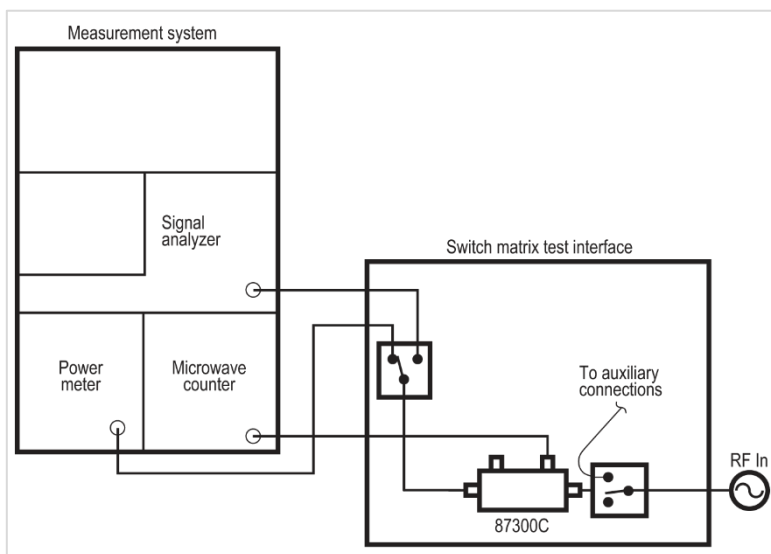 Measurement system
Signal
analyzer
Switch matrix test interface
Power
meter
Microwave
counter
To auxiliary
connections
RF In
87300C